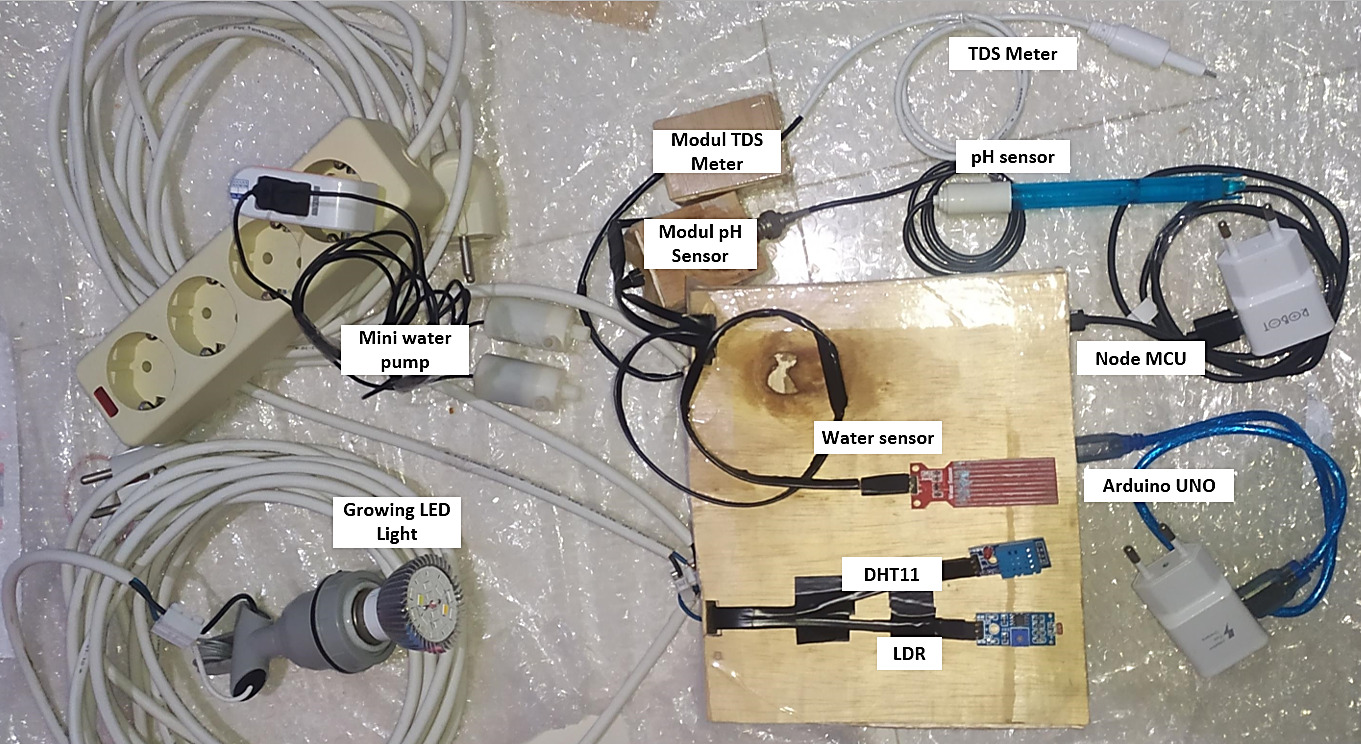 TDS Meter
Modul TDS
Meter
pH sensor
Modul pH
Sensor
Mini water
pump
Node MCU
ROBOT
Water sensor
Arduino UNO
Growing LED
Light
DHT11
LDR